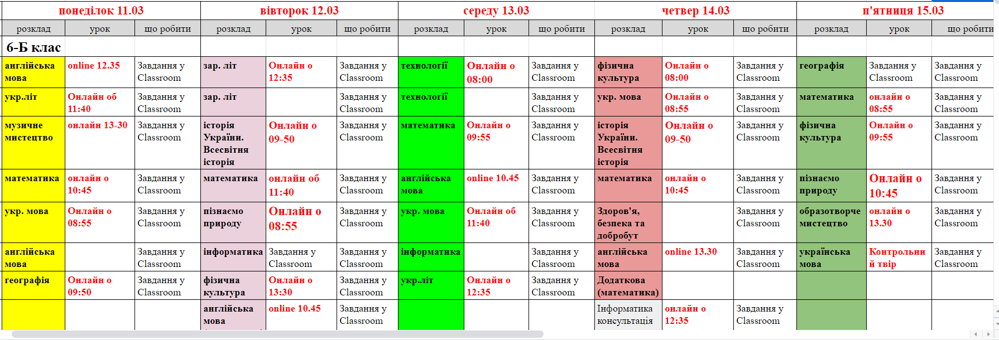 понеділок 11.03 вівторок 12.03 середу 13.03 четвер 14.03 п'ятниця 15.03
розклад урок що робити розклад урок що робити розклад урок що робити розклад урок що робити розклад урок що робити
6-Б клас
англійська online 12.35 Завдання у зар. літ Онлайн о Завдання у технології Онлайн о Завдання у фізична Онлайн о Завдання у географія Завдання у Завдання у
мова Classroom 12:35 Classroom 08:00 Classroom культура 08:00 Classroom Classroom Classroom
укр.літ Онлайн об Завдання у зар. літ Завдання у технології Завдання у укр. мова Онлайн о Завдання у математика онлайн о Завдання у
11:40 Classroom Classroom Classroom 08:55 Classroom 08:55 Classroom
музичне онлайн 13-30 Завдання у історія Онлайн о Завдання у математика Онлайн о Завдання у історія Онлайн о Завдання у фізична Онлайн о Завдання у
мистецтво Classroom України. 09-50 Classroom 09:55 Classroom України. 09-50 Classroom культура 09:55 Classroom
Всесвітня Всесвітня
історія історія
математика онлайн о Завдання у математика онлайн об Завдання у англійська online 10.45 Завдання у математика онлайн о Завдання у пізнаємо Онлайн о Завдання у
10:45 Classroom 11:40 Classroom мова Classroom 10:45 Classroom природу 10:45 Classroom
укр. мова Онлайн о Завдання у пізнаємо Онлайн о Завдання у укр. мова Онлайн об Завдання у Здоров'я, Завдання у образотворче онлайн о Завдання у
08:55 Classroom природу 08:55 Classroom 11:40 Classroom безпека та Classroom мистецтво 13.30 Classroom
добробут
англійська Завдання у інформатика Завдання у Завдання у інформатика Завдання у англійська online 13.30 Завдання у українська Контрольни Завдання у
мова Classroom Classroom Classroom Classroom мова Classroom мова й твір Classroom
географія Онлайн о Завдання у фізична Онлайн о Завдання у укр.літ Онлайн о Завдання у Додаткова
09:50 Classroom культура 13:30 Classroom 12:35 Classroom (математика)
англійська online 10.45 Завдання у Інформатика онлайн о Завдання у
мова Classroom консультація 12:35 Classroom